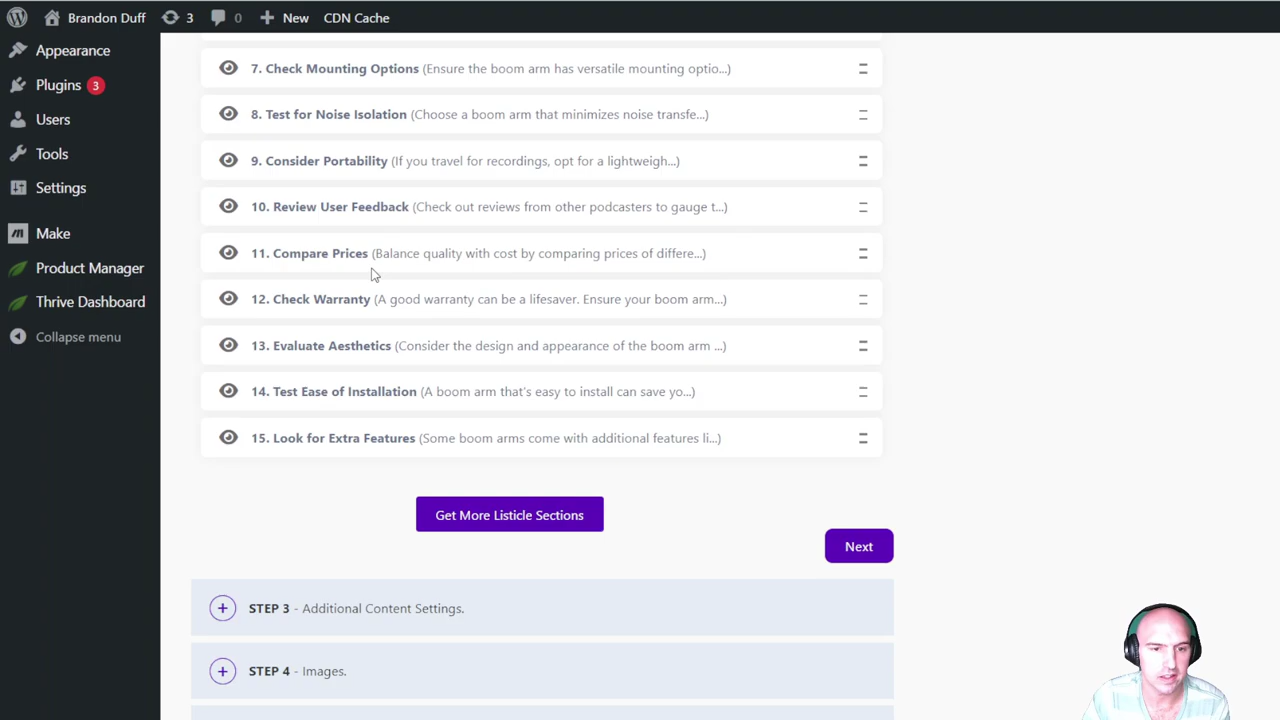 Brandon Duff 3 0 New CDN Cache
Appearance
Plugins 3
Users
Tools
Settings
Make
Product Manager
Thrive Dashboard
Collapse menu
7. Check Mounting Options (Ensure the boom arm has versatile mounting optio...)
8. Test for Noise Isolation (Choose a boom arm that minimizes noise transfe...)
9. Consider Portability (If you travel for recordings, opt for a lightweigh...)
10. Review User Feedback (Check out reviews from other podcasters to gauge t...)
11. Compare Prices (Balance quality with cost by comparing prices of differe...)
12. Check Warranty (A good warranty can be a lifesaver. Ensure your boom arm...)
13. Evaluate Aesthetics (Consider the design and appearance of the boom arm ...)
14. Test Ease of Installation (A boom arm that's easy to install can save yo...)
15. Look for Extra Features (Some boom arms come with additional features li...)
Get More Listicle Sections
Next
STEP 3 - Additional Content Settings.
STEP 4 - Images.